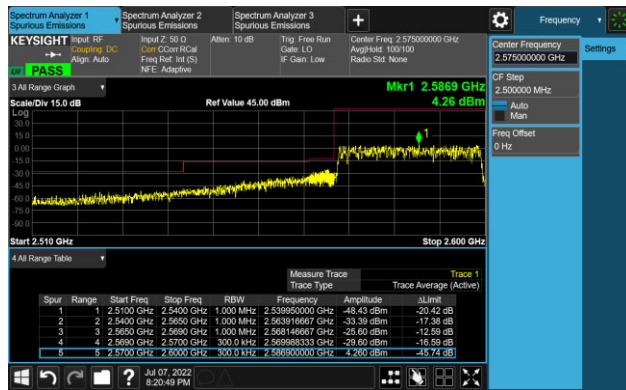 Spectrum Analyzer 1
Spurious Emissions
Spectrum Analyzer 2
Spurious Emissions
Spectrum Analyzer 3
Spurious Emissions
Frequency
KEYSIGHT
Input: RF
Coupling: DC
Align: Auto
Input Z: 50 Ω
Corr CCorr RCal
Freq Ref: Int (S)
NFE: Adaptive
Atten: 10 dB
Trig: Free Run
Gate: LO
IF Gain: Low
Center Freq: 2.575000000 GHz
Avg|Hold: 100/100
Radio Std: None
PASS
Center Frequency
2.575000000 GHz
Settings
CF Step
2.500000 MHz
Auto
Man
Freq Offset
0 Hz
3 All Range Graph
Mkr1 2.5869 GHz
Scale/Div 15.0 dB
Ref Value 45.00 dBm
4.26 dBm
Log
30.0
15.0
0.00
-15.0
-30.0
-45.0
-60.0
-75.0
-90.0
1
Start 2.510 GHz
Stop 2.600 GHz
4 All Range Table
Measure Trace Trace 1
Trace Type Trace Average (Active)
Spur Range Start Freq Stop Freq RBW Frequency Amplitude ΔLimit
1 1 2.5100 GHz 2.5400 GHz 1.000 MHz 2.539950000 GHz -48.43 dBm -20.42 dB
2 2 2.5400 GHz 2.5650 GHz 1.000 MHz 2.563916667 GHz -33.39 dBm -17.38 dB
3 3 2.5650 GHz 2.5690 GHz 1.000 MHz 2.568146667 GHz -25.60 dBm -12.59 dB
4 4 2.5690 GHz 2.5700 GHz 300.0 kHz 2.569988333 GHz -29.60 dBm -16.59 dB
5 5 2.5700 GHz 2.6000 GHz 300.0 kHz 2.586900000 GHz 4.260 dBm -45.74 dB
Jul 07, 2022
8:20:49 PM